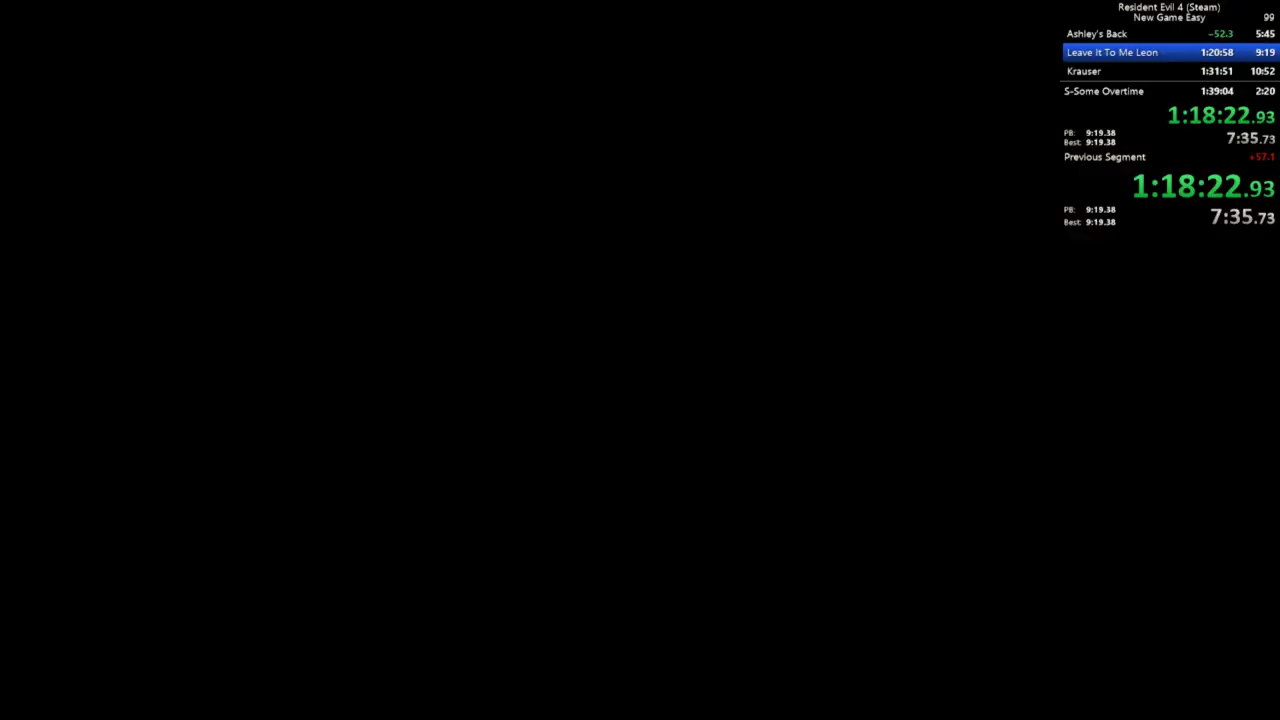 Resident Evil 4 (Steam)
New Game Easy 99
Ashley's Back -52.3 5:45
Leave It To Me Leon 1:20:58 9:19
Krauser 1:31:51 10:52
S-Some Overtime 1:39:04 2:20
1:18:22.93
PB: 9:19.38
Best: 9:19.38 7:35.73
Previous Segment +57.1
1:18:22.93
PB: 9:19.38
Best: 9:19.38 7:35.73